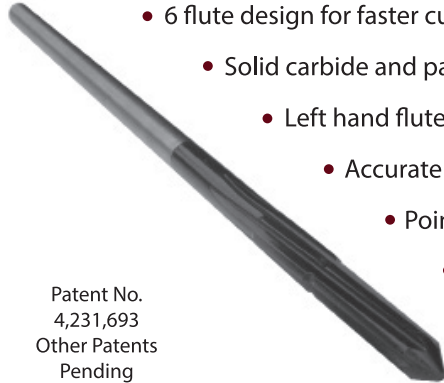 • 6 flute design for faster
• Solid carbide and
• Left hand flute
• Accurate
•
•
Patent No.
4,231,693
Other Patents
Pending